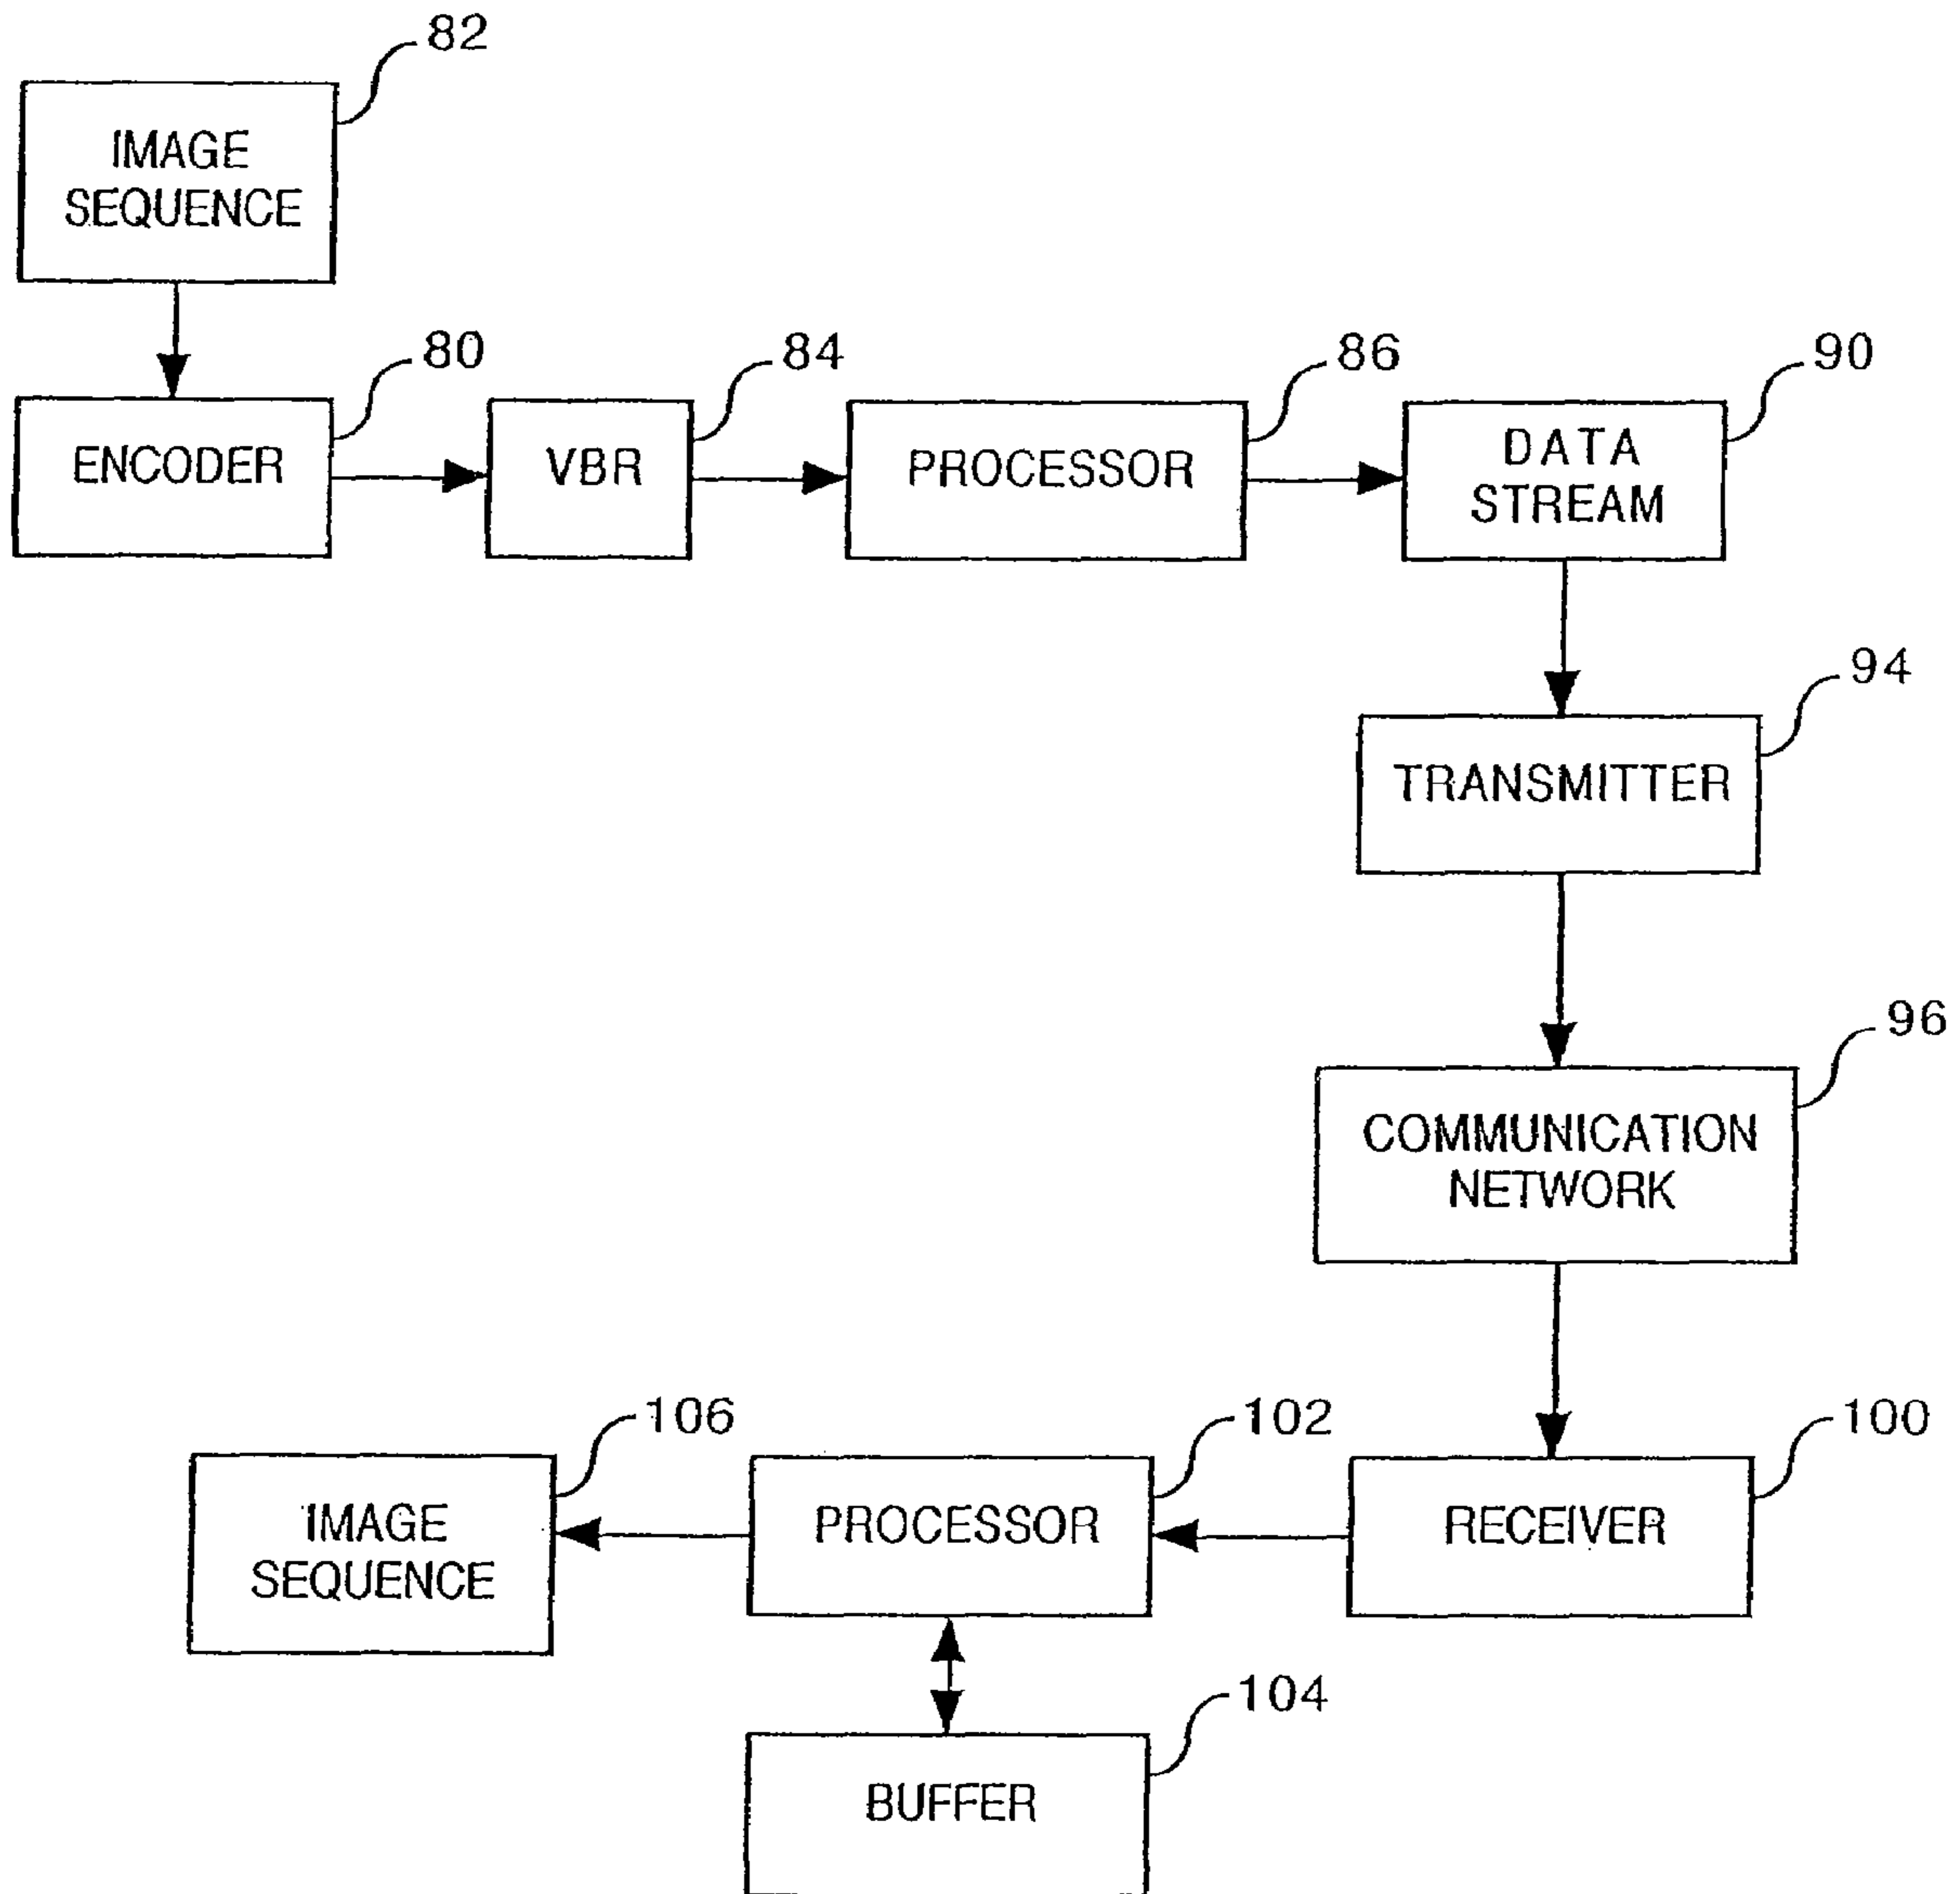 82
IMAGE
SEQUENCE
80
84
86
90
ENCODER
VBR
PROCESSOR
DATA
STREAM
94
TRANSMITTER
96
COMMUNICATION
NETWORK
106
102
100
IMAGE
SEQUENCE
PROCESSOR
RECEIVER
104
BUFFER